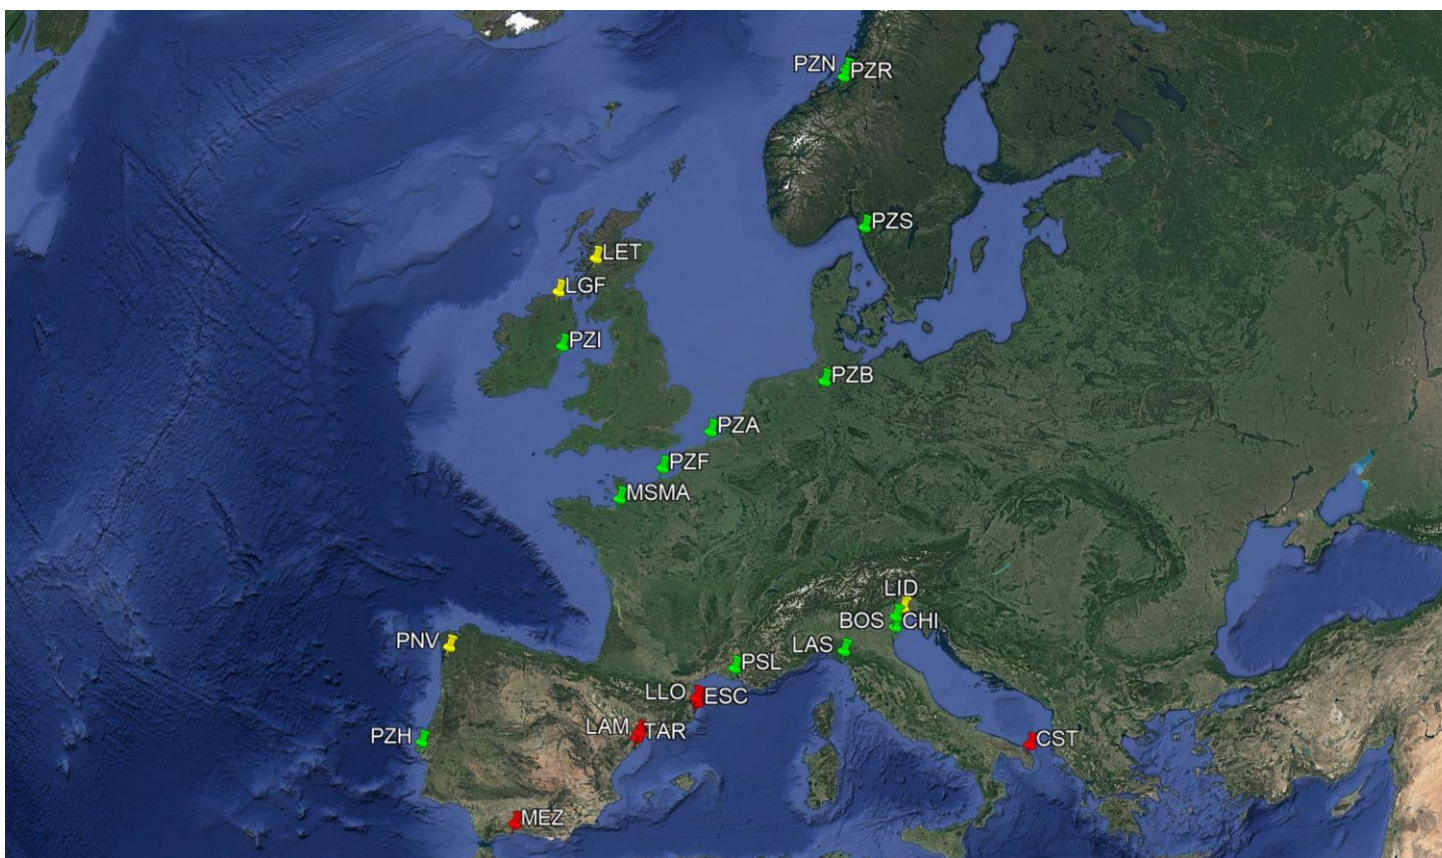 PZN
PZR
PZS
LET
LGF
PZI
PZB
PZA
PZF
MSMA
LID
BOS
CHI
PNV
LAS
PSL
LLO
ESC
LAM
TAR
PZH
CST
MEZ